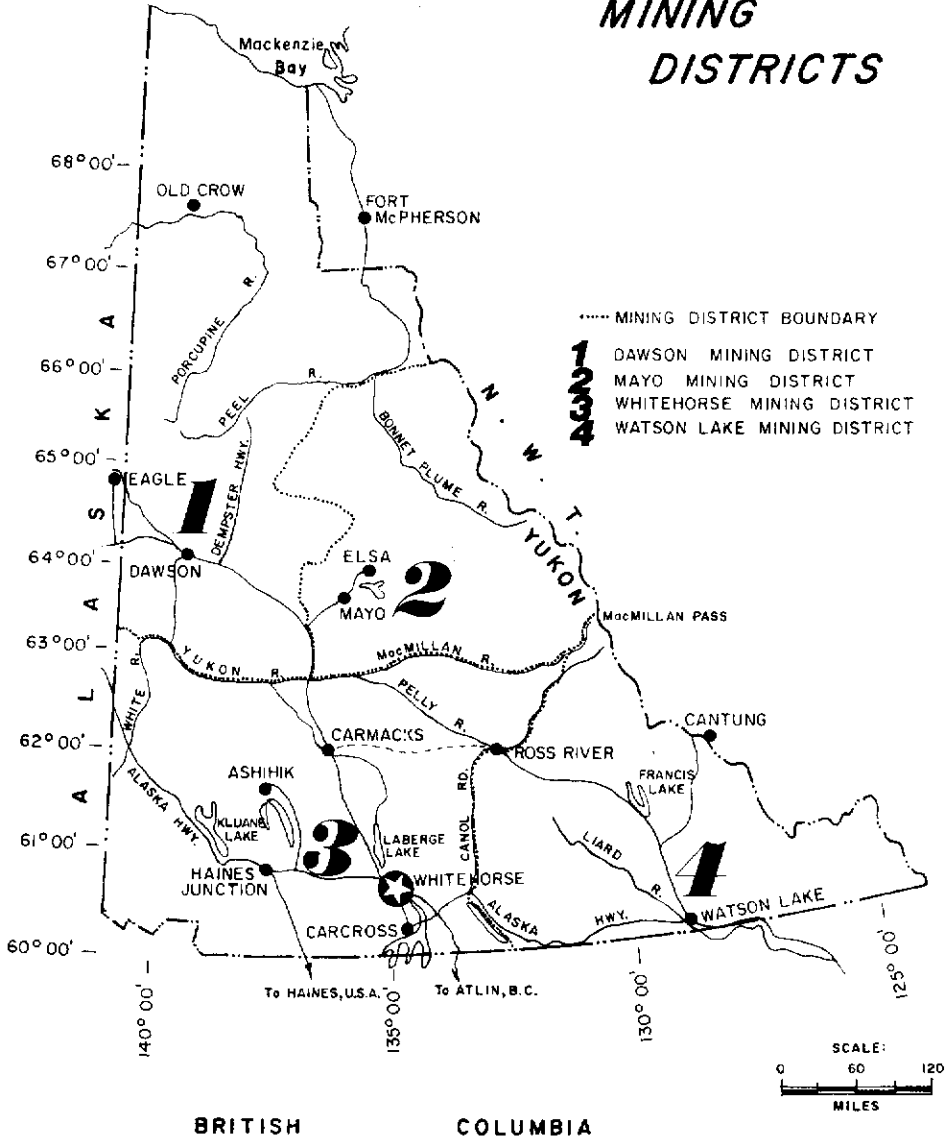 MINING
DISTRICTS
Mackenzie
Bay
68°00'
OLD CROW
FORT
McPHERSON
67°00'
PORCUPINE R.
MINING DISTRICT BOUNDARY
1 DAWSON MINING DISTRICT
2 MAYO MINING DISTRICT
3 WHITEHORSE MINING DISTRICT
4 WATSON LAKE MINING DISTRICT
66°00'
PEEL R.
BONNET PLUME R.
N. W. T.
YUKON
ALASKA
65°00'
EAGLE
1
DEMPSTER HWY.
64°00'
DAWSON
ELSA
MAYO
2
MacMILLAN PASS
63°00'
YUKON R.
MacMILLAN R.
WHITE R.
PELLY R.
CANTUNG
62°00'
CARMACKS
ROSS RIVER
ASHIHIK
FRANCIS
LAKE
ALASKA HWY.
KLUANE
LAKE
61°00'
3
LABERGE
LAKE
CANOL RD.
LIARD R.
4
HAINES
JUNCTION
WHITEHORSE
WATSON LAKE
CARCROSS
ALASKA HWY.
60°00'
To HAINES, U.S.A.
To ATLIN, B.C.
140°00'
135°00'
130°00'
125°00'
SCALE:
0 60 120
MILES
BRITISH COLUMBIA